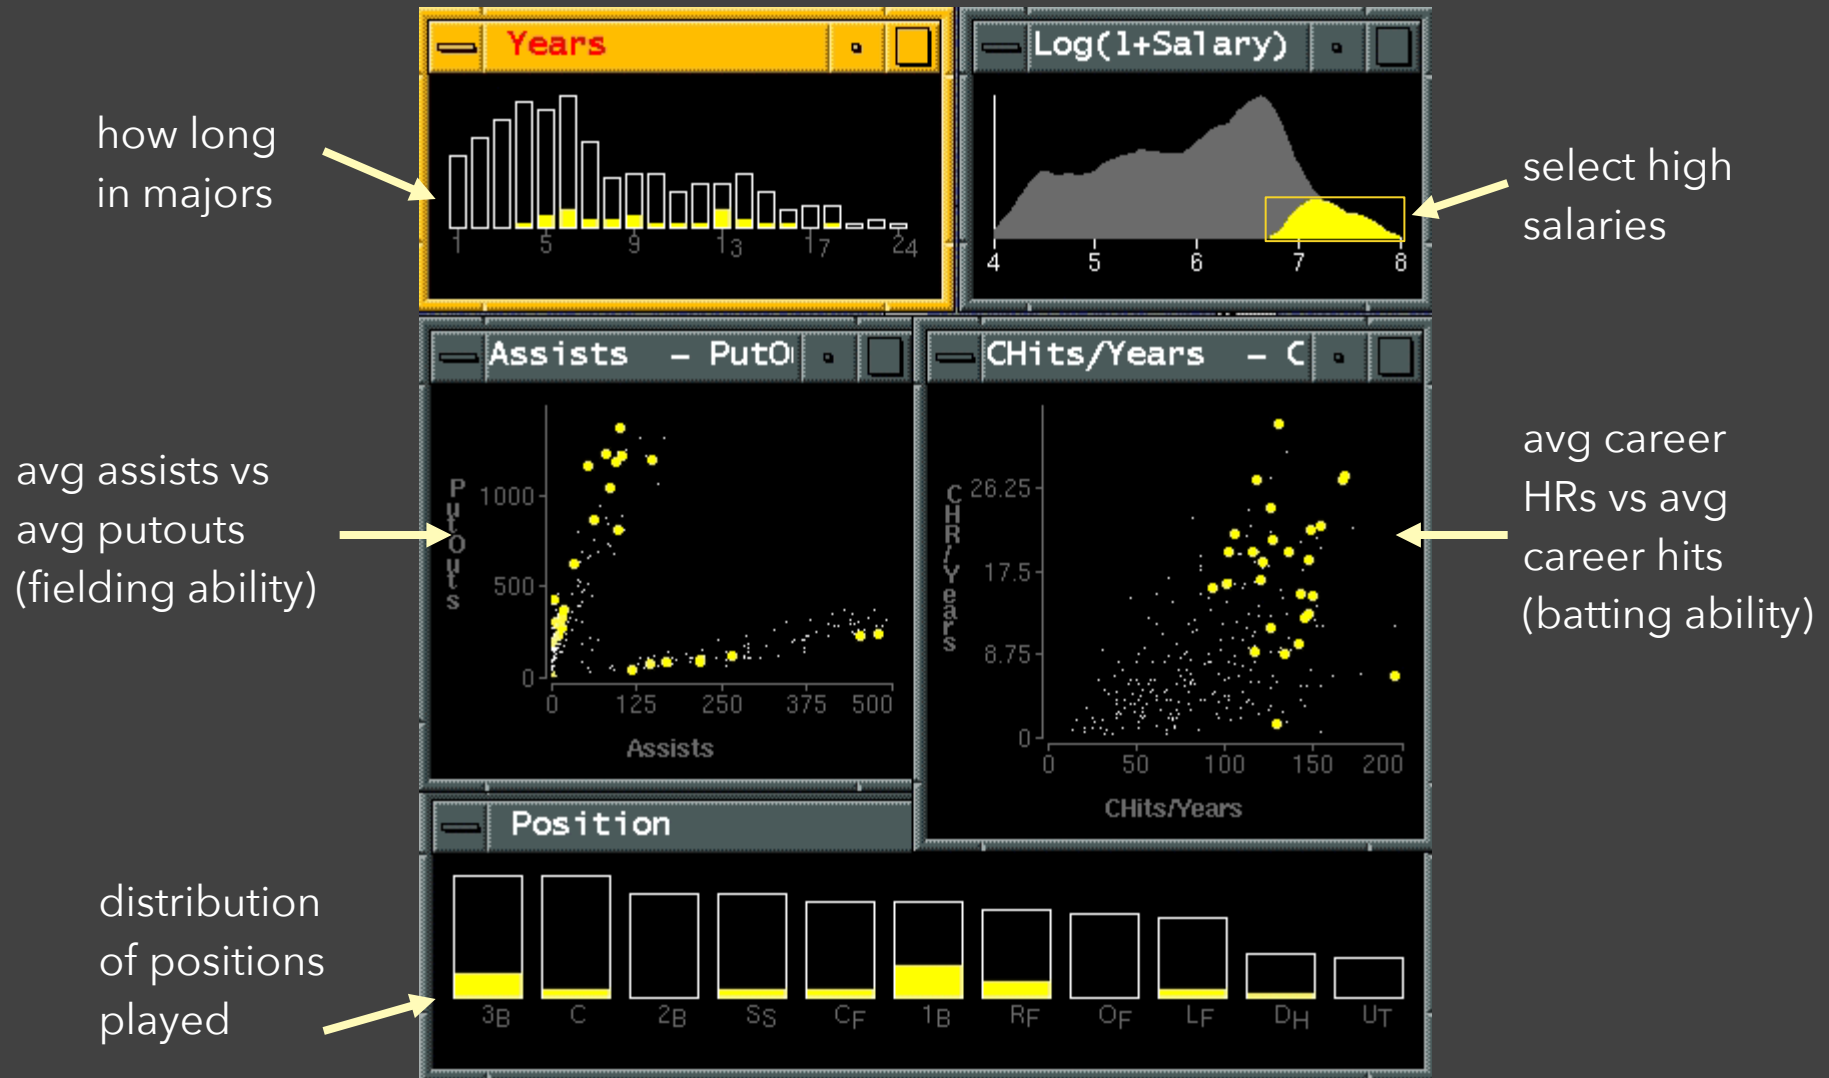 Years
Log(1+Salary)
how long
in majors
1 5 9 13 17 24
4 5 6 7 8
select high
salaries
Assists - PutO
CHits/Years - C
avg assists vs
avg putouts
(fielding ability)
PutOuts
1000
500
0
0 125 250 375 500
Assists
CHR/Years
26.25
17.5
8.75
0
0 50 100 150 200
CHits/Years
avg career
HRs vs avg
career hits
(batting ability)
Position
distribution
of positions
played
3B C 2B SS CF 1B RF OF LF DH UT